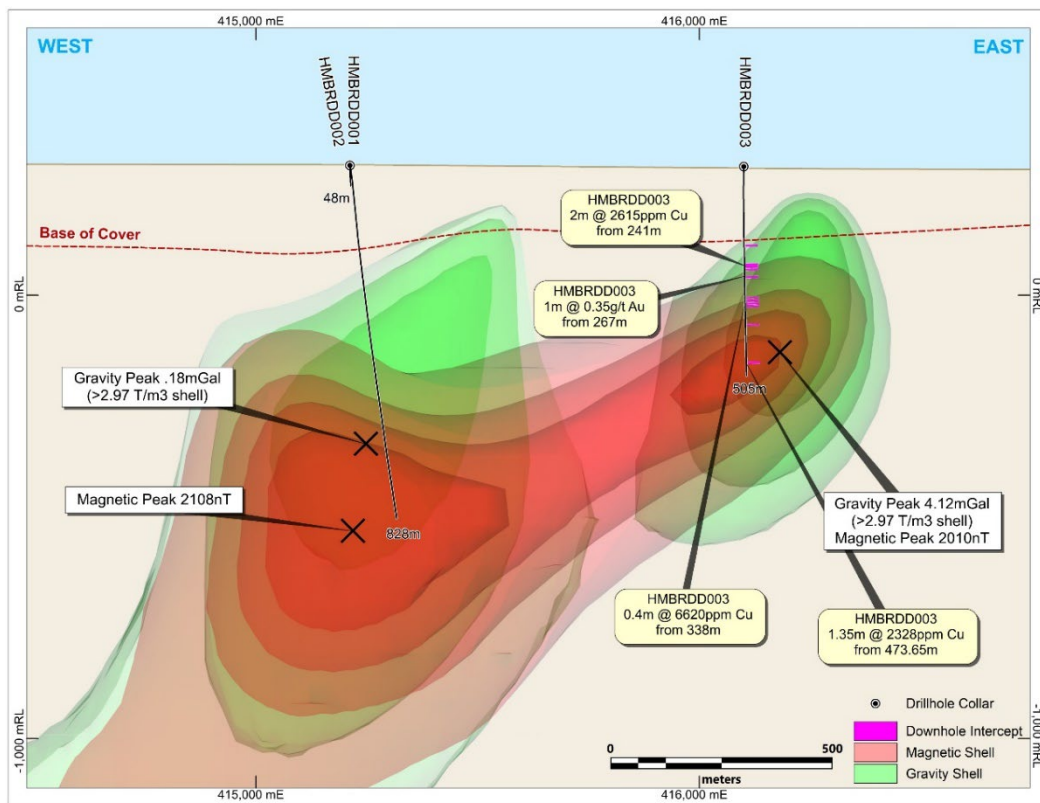 415,000 mE
416,000 mE
WEST
EAST
HMBRDD001
HMBRDD002
HMBRDD003
48m
HMBRDD003
2m @ 2615ppm Cu
from 241m
Base of Cover
0 mRL
0 mRL
HMBRDD003
1m @ 0.35g/t Au
from 267m
Gravity Peak .18mGal
(>2.97 T/m3 shell)
595m
Magnetic Peak 2108nT
828m
Gravity Peak 4.12mGal
(>2.97 T/m3 shell)
Magnetic Peak 2010nT
HMBRDD003
0.4m @ 6620ppm Cu
from 338m
HMBRDD003
1.35m @ 2328ppm Cu
from 473.65m
Drillhole Collar
Downhole Intercept
Magnetic Shell
Gravity Shell
0
500
meters
-1,000 mRL
-1,000 mRL
415,000 mE
416,000 mE